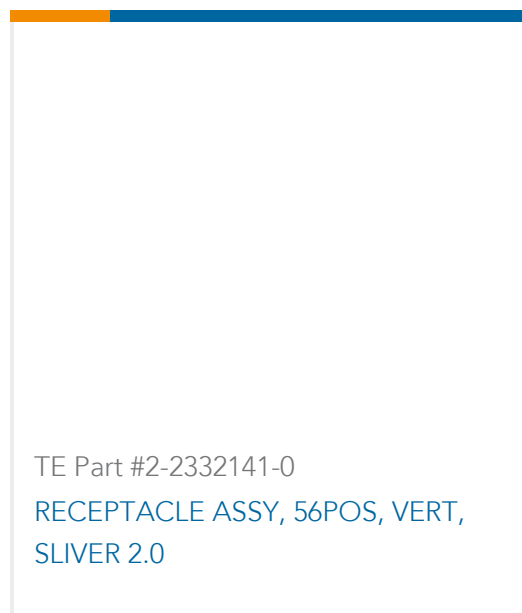 TE Part #2-2332141-0
RECEPTACLE ASSY, 56POS, VERT,
SLIVER 2.0